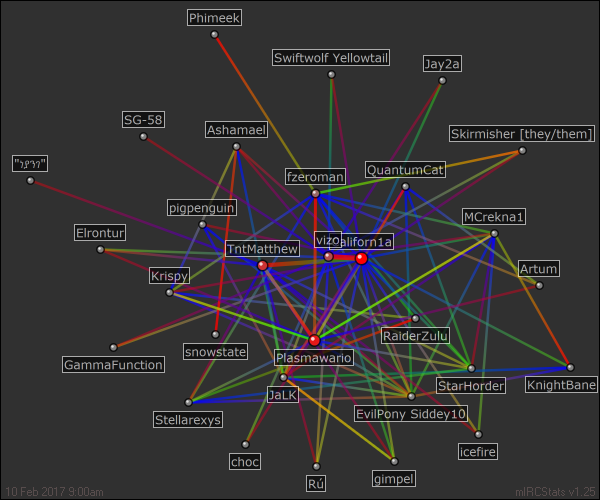 Phimeek
Swiftwolf Yellowtail
Jay2a
SG-58
Ashamael
Skirmisher [they/them]
fzeroman
QuantumCat
pigpenguin
MCrekna1
Elrontur
TntMatthew
vizo
Californ1a
Krispy
Artum
GammaFunction
snowstate
Plasmawario
RaiderZulu
JaLK
StarHorder
KnightBane
Stellarexys
EvilPony Siddey10
choc
Rú
gimpel
icefire
10 Feb 2017 9:00am
mIRCStats v1.25